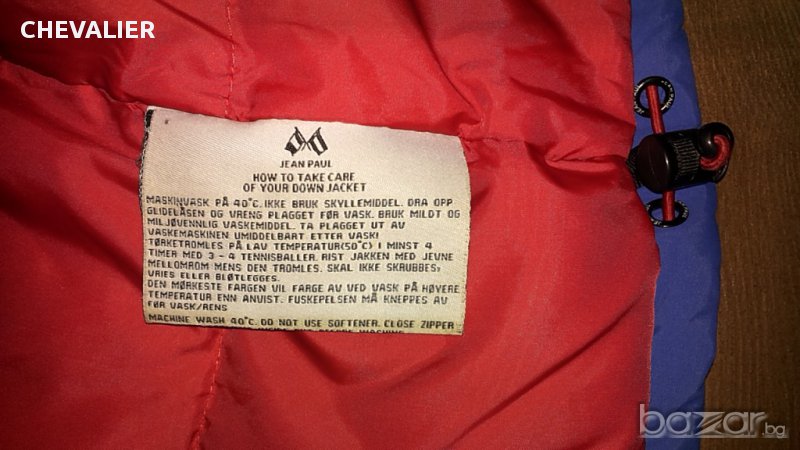 CHEVALIER
JEAN PAUL
HOW TO TAKE CARE
OF YOUR DOWN JACKET
MASKINVASK PÅ 40°C. IKKE BRUK SKYLLEMIDDEL. DRA OPP
GLIDELÅSEN OG VRENG PLAGGET FØR VASK. BRUK MILDT OG
MILJØVENNLIG VASKEMIDDEL. TA PLAGGET UT AV
VASKEMASKINEN UMIDDELBART ETTER VASK!
TØRKETROMLES PÅ LAV TEMPERATUR(50°C) I MINST 4
TIMER MED 3 - 4 TENNISBALLER. RIST JAKKEN MED JEVNE
MELLOMROM MENS DEN TROMLES. SKAL IKKE SKRUBBES,
VRIES ELLER BLØTLEGGES.
DEN MØRKESTE FARGEN VIL FARGE AV VED VASK PÅ HØYERE
TEMPERATUR ENN ANVIST. FUSKEPELSEN MÅ KNEPPES AV
FØR VASK/RENS
MACHINE WASH 40°C. DO NOT USE SOFTENER. CLOSE ZIPPER
bazar.bg